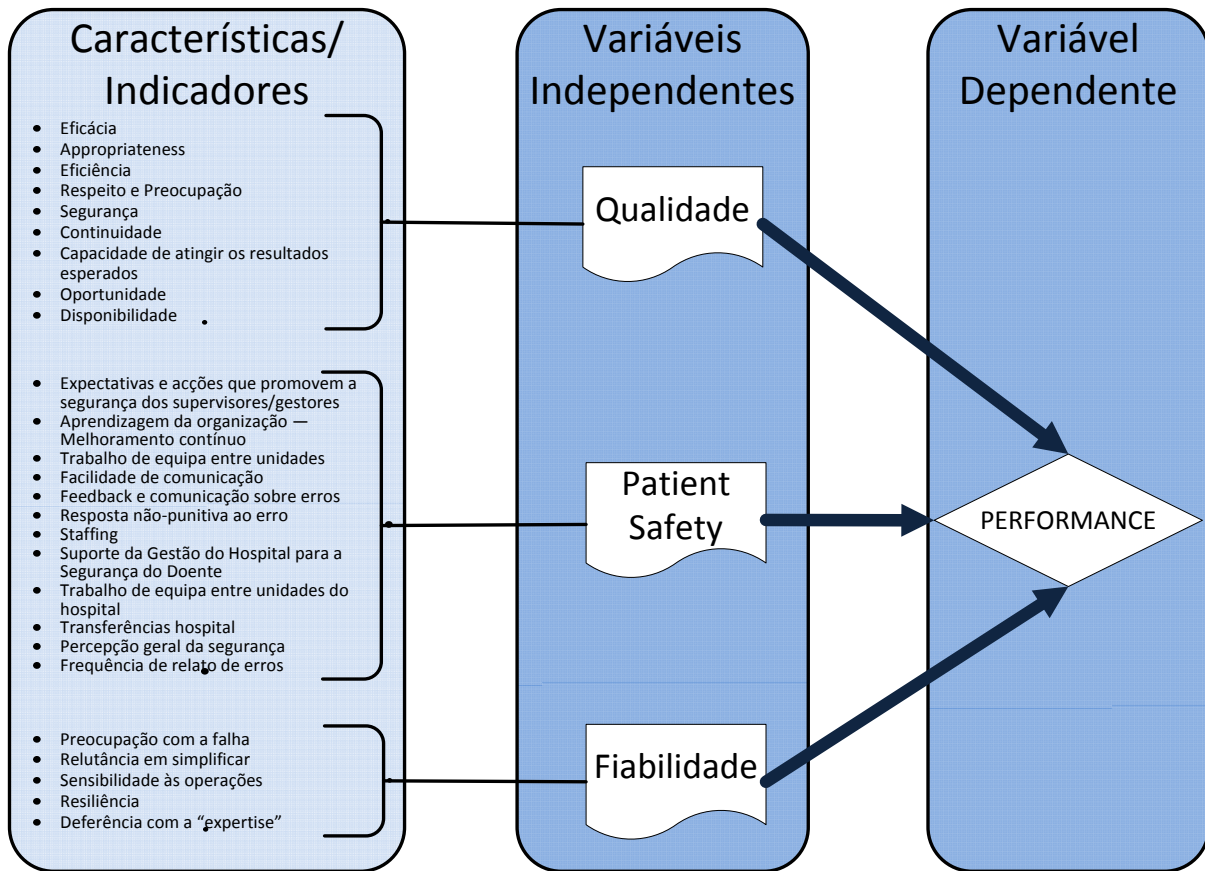 Características/
Indicadores
• Eficácia
• Appropriateness
• Eficiência
• Respeito e Preocupação
• Segurança
• Continuidade
• Capacidade de atingir os resultados
esperados
• Oportunidade
• Disponibilidade
• Expectativas e acções que promovem a
segurança dos supervisores/gestores
• Aprendizagem da organização —
Melhoramento contínuo
• Trabalho de equipa entre unidades
• Facilidade de comunicação
• Feedback e comunicação sobre erros
• Resposta não-punitiva ao erro
• Staffing
• Suporte da Gestão do Hospital para a
Segurança do Doente
• Trabalho de equipa entre unidades do
hospital
• Transferências hospital
• Percepção geral da segurança
• Frequência de relato de erros
• Preocupação com a falha
• Relutância em simplificar
• Sensibilidade às operações
• Resiliência
• Deferência com a “expertise”
Variáveis
Independentes
Qualidade
Patient
Safety
Fiabilidade
Variável
Dependente
PERFORMANCE